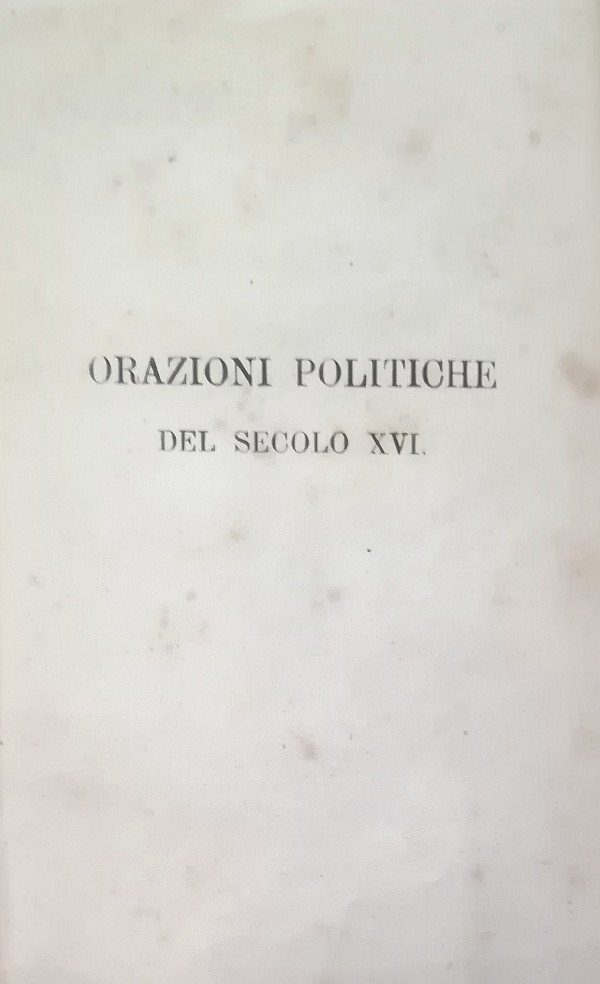 ORAZIONI POLITICHE
DEL SECOLO XVI.